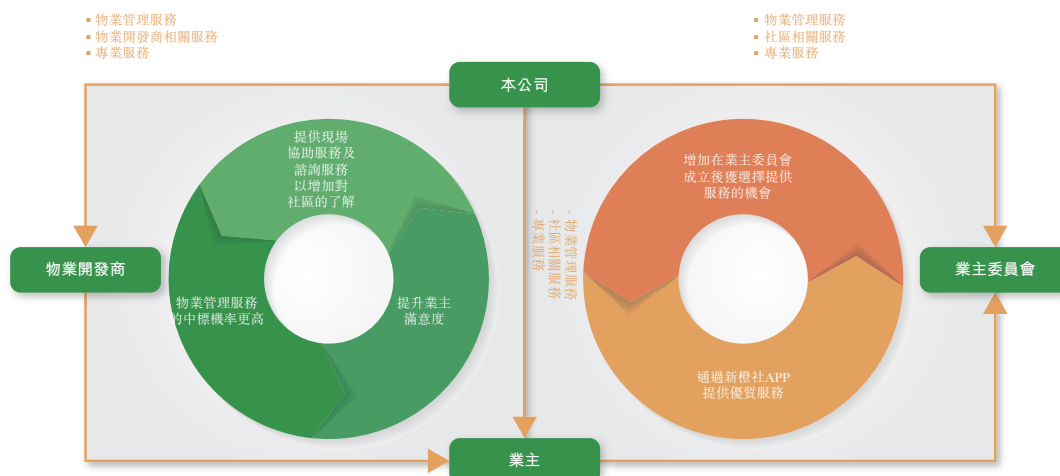 ▪ 物業管理服務
▪ 物業開發商相關服務
▪ 專業服務
▪ 物業管理服務
▪ 社區相關服務
▪ 專業服務
本公司
提供現場
協助服務及
諮詢服務
以增加對
社區的了解
增加在業主委員會
成立後獲選擇提供
服務的機會
- 物業管理服務
- 社區相關服務
- 專業服務
物業開發商
業主委員會
物業管理服務
的中標機率更高
提升業主
滿意度
通過新橙社APP
提供優質服務
業主